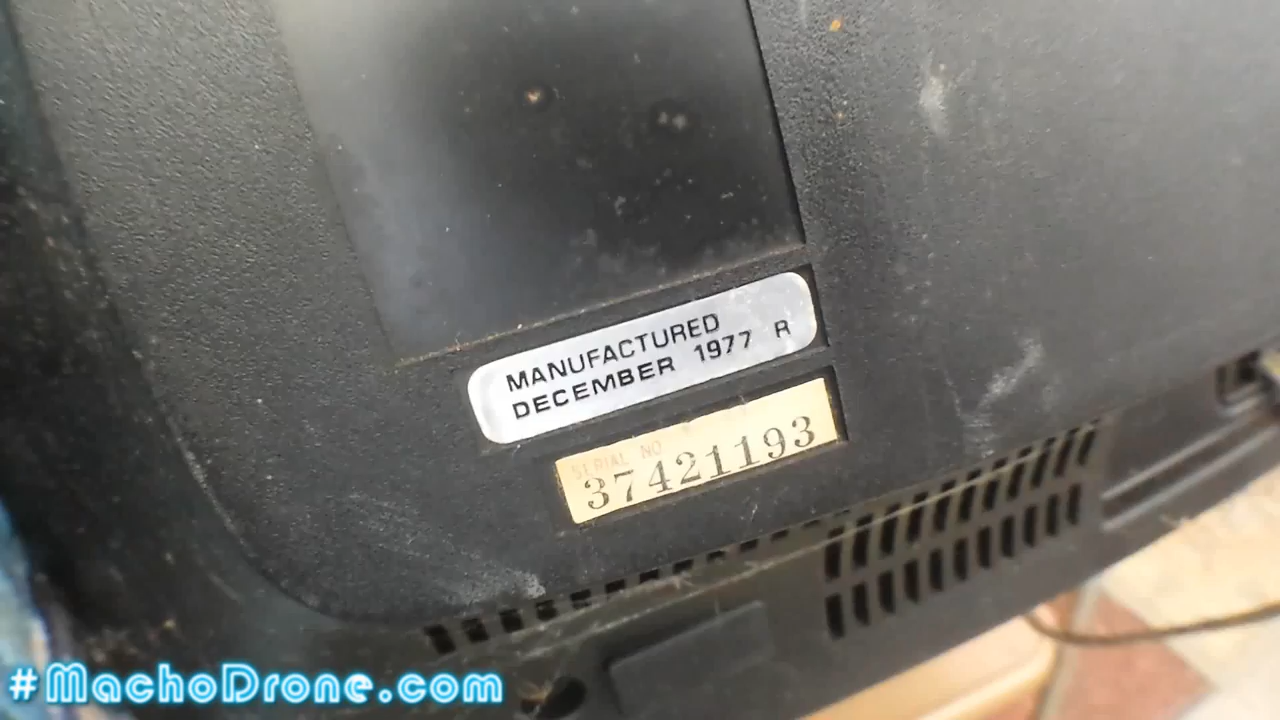 MANUFACTURED
DECEMBER 1977 R
SERIAL NO
37421193
#MachoDrone.com